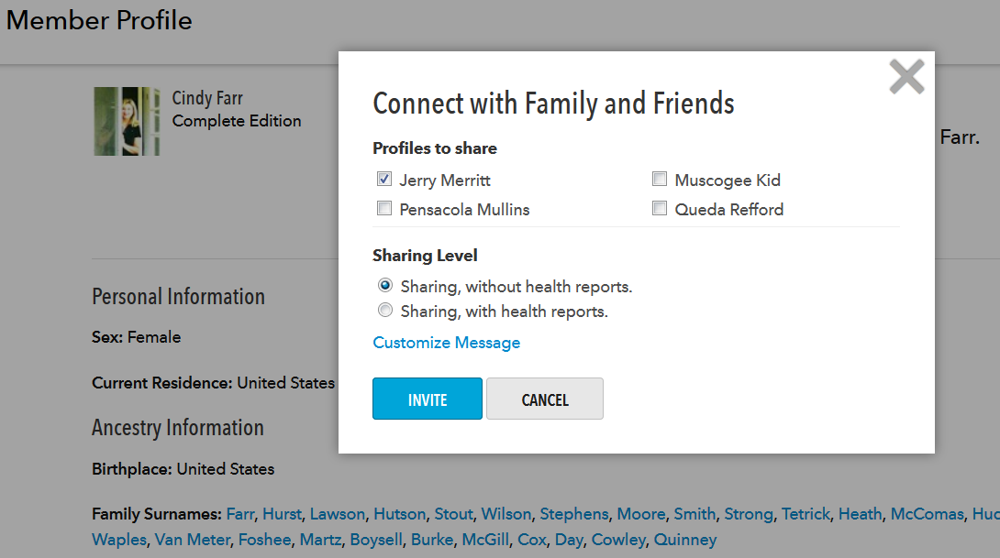 Member Profile
Cindy Farr
Complete Edition
Farr.
Connect with Family and Friends
Profiles to share
Jerry Merritt
Muscogee Kid
Pensacola Mullins
Queda Refford
Sharing Level
Sharing, without health reports.
Sharing, with health reports.
Customize Message
INVITE
CANCEL
Personal Information
Sex: Female
Current Residence: United States
Ancestry Information
Birthplace: United States
Family Surnames: Farr, Hurst, Lawson, Hutson, Stout, Wilson, Stephens, Moore, Smith, Strong, Tetrick, Heath, McComas,
Waples, Van Meter, Foshee, Martz, Boysell, Burke, McGill, Cox, Day, Cowley, Quinney